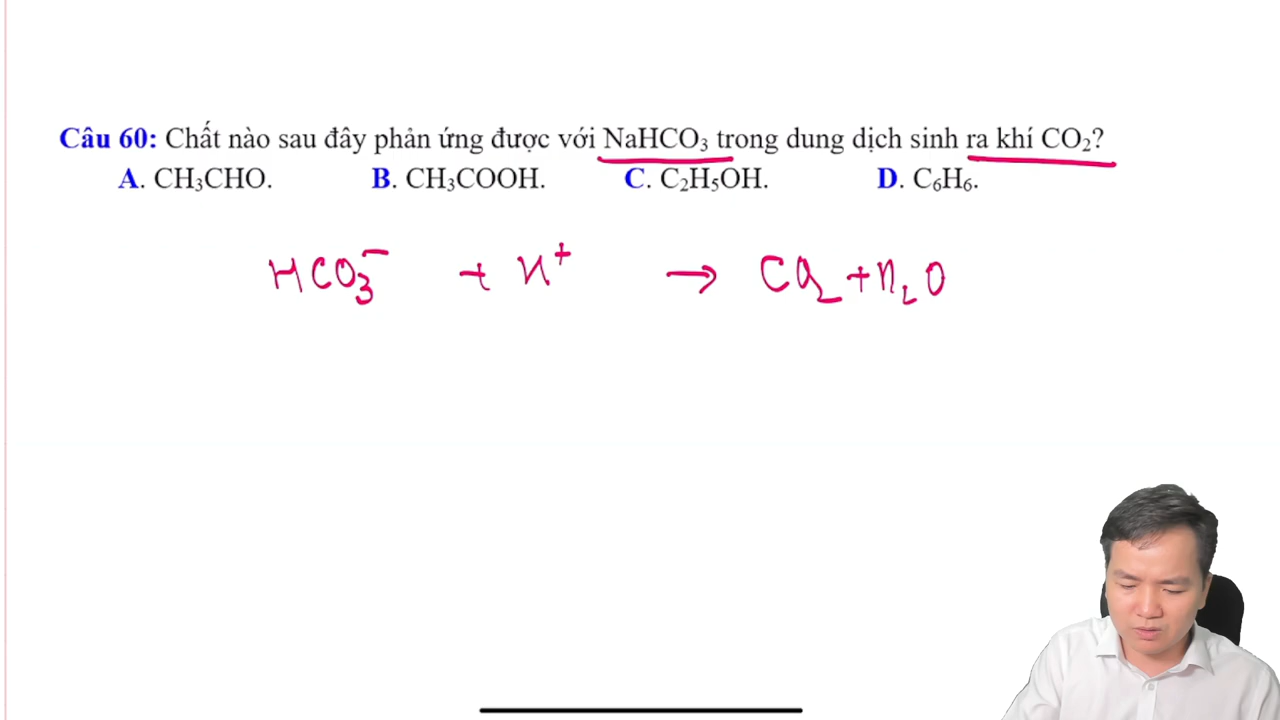 Câu 60: Chất nào sau đây phản ứng được với NaHCO₃ trong dung dịch sinh ra khí CO₂?
A. CH₃CHO. B. CH₃COOH. C. C₂H₅OH. D. C₆H₆.
HCO₃⁻ + H⁺ → CO₂ + H₂O